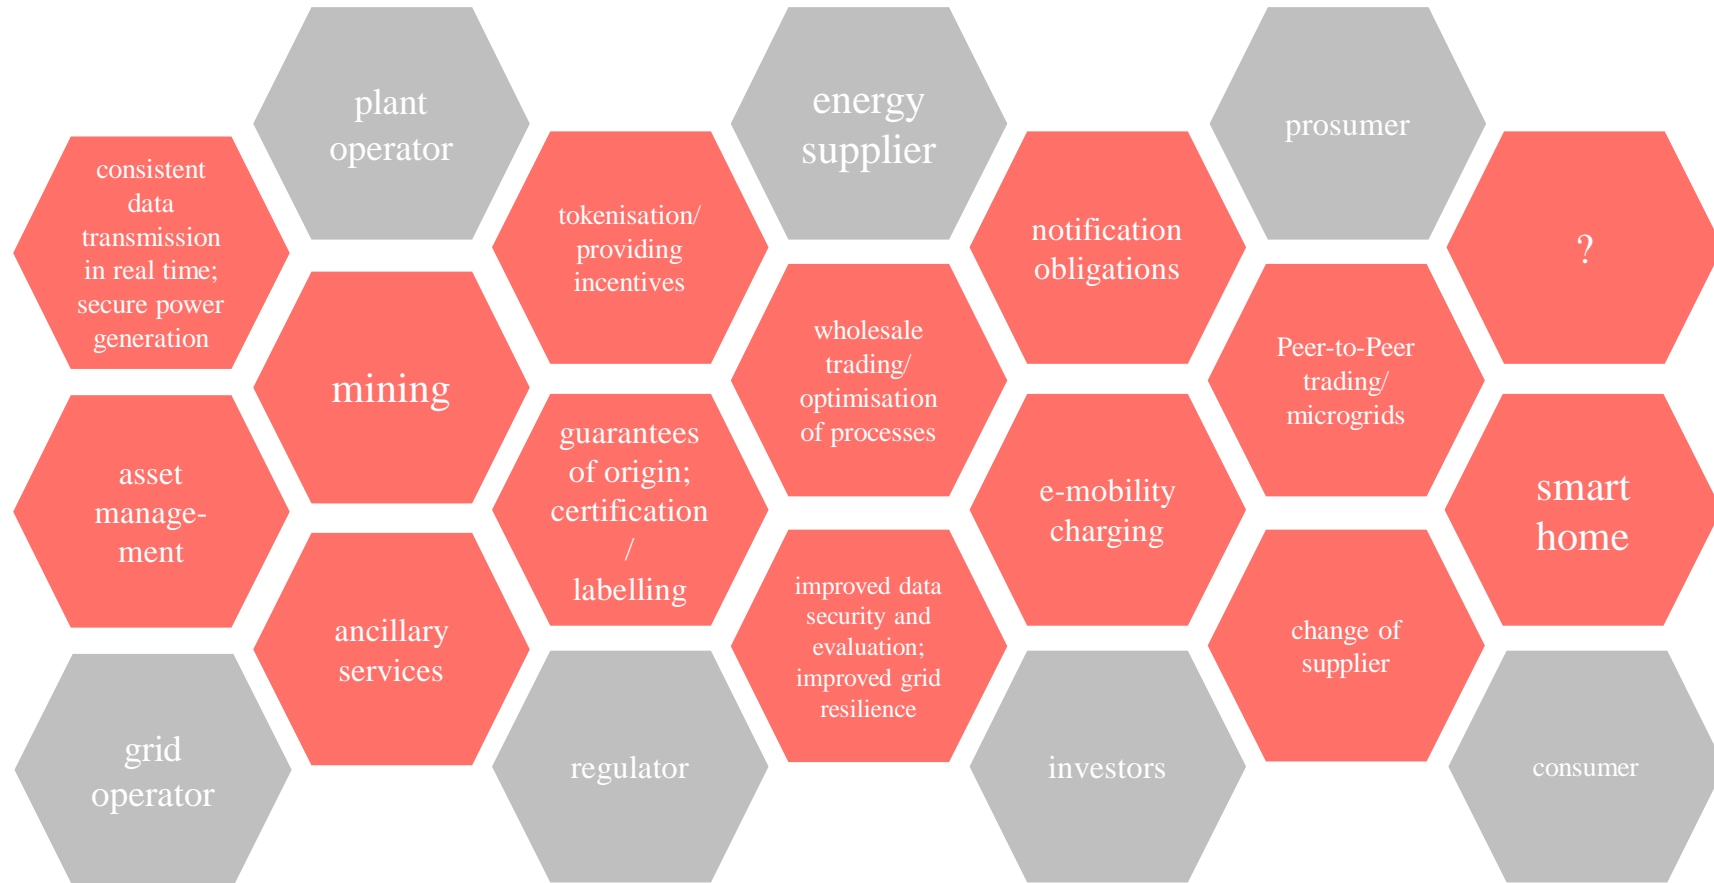 plant
operator
energy
supplier
prosumer
consistent
data
transmission
in real time;
secure power
generation
tokenisation/
providing
incentives
notification
obligations
?
mining
wholesale
trading/
optimisation
of processes
Peer-to-Peer
trading/
microgrids
asset
manage-
ment
guarantees
of origin;
certification
/
labelling
e-mobility
charging
smart
home
ancillary
services
improved data
security and
evaluation;
improved grid
resilience
change of
supplier
grid
operator
regulator
investors
consumer